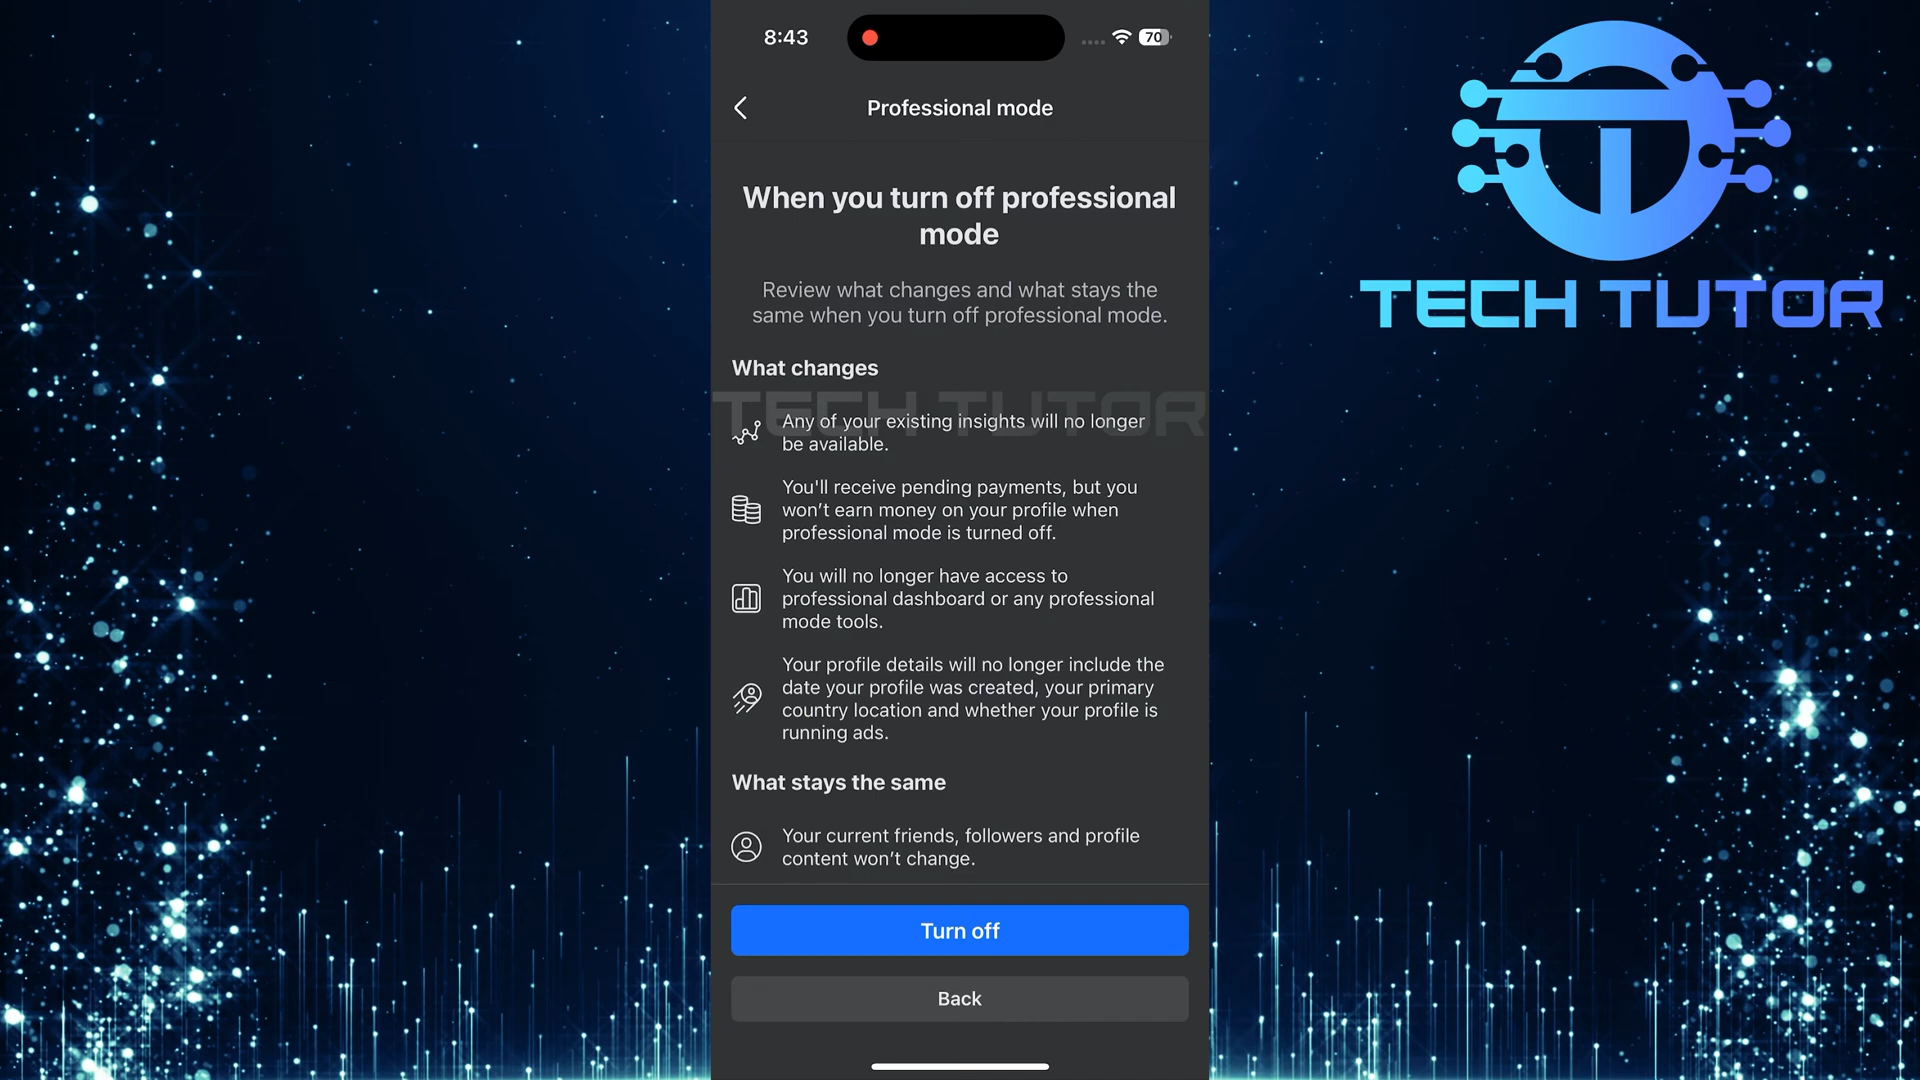 8:43
70
TECH TUTOR
Professional mode
When you turn off professional
mode
Review what changes and what stays the
same when you turn off professional mode.
What changes
TECH TUTOR
Any of your existing insights will no longer
be available.
You'll receive pending payments, but you
won’t earn money on your profile when
professional mode is turned off.
You will no longer have access to
professional dashboard or any professional
mode tools.
Your profile details will no longer include the
date your profile was created, your primary
country location and whether your profile is
running ads.
What stays the same
Your current friends, followers and profile
content won’t change.
Turn off
Back